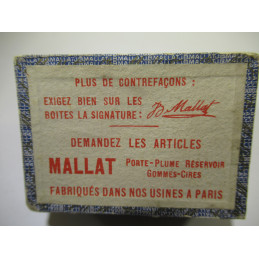 PLUS DE CONTREFAÇONS :
EXIGEZ BIEN SUR LES
BOITES LA SIGNATURE : B Mallat
DEMANDEZ LES ARTICLES
MALLAT PORTE-PLUME RÉSERVOIR
GOMMES-CIRES
FABRIQUÉS DANS NOS USINES A PARIS